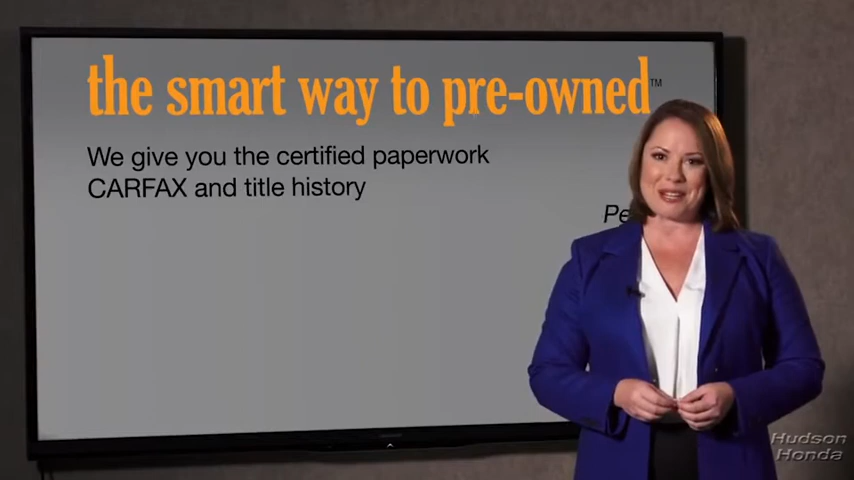 the smart way to pre-owned™
We give you the certified paperwork
CARFAX and title history
Hudson
Honda